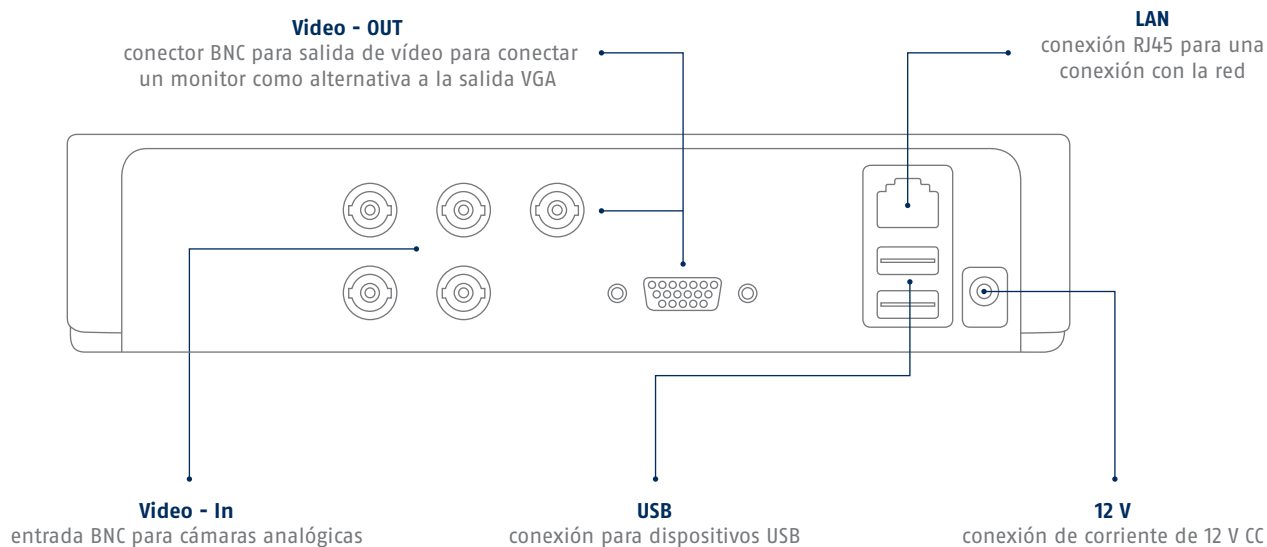 Video - OUT
conector BNC para salida de vídeo para conectar
un monitor como alternativa a la salida VGA
LAN
conexión RJ45 para una
conexión con la red
Video - In
entrada BNC para cámaras analógicas
USB
conexión para dispositivos USB
12 V
conexión de corriente de 12 V CC